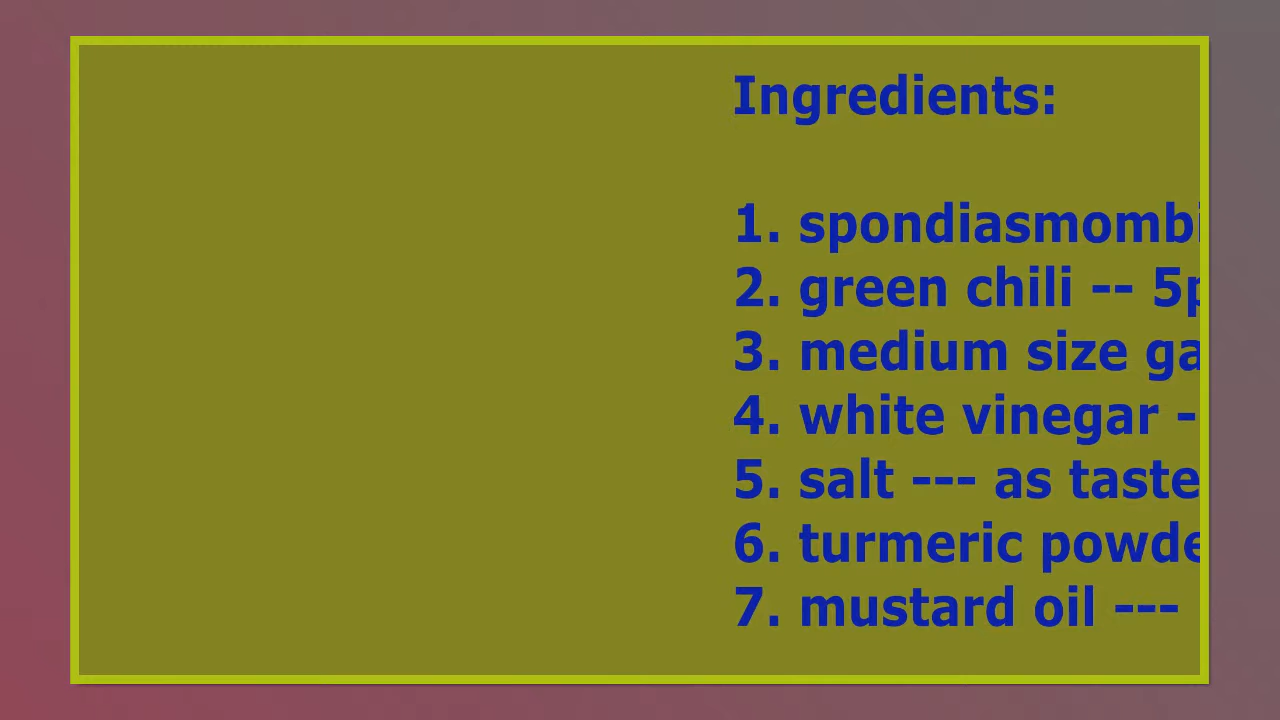 Ingredients:
1. spondiasmombi
2. green chili -- 5p
3. medium size ga
4. white vinegar -
5. salt --- as taste
6. turmeric powde
7. mustard oil ---